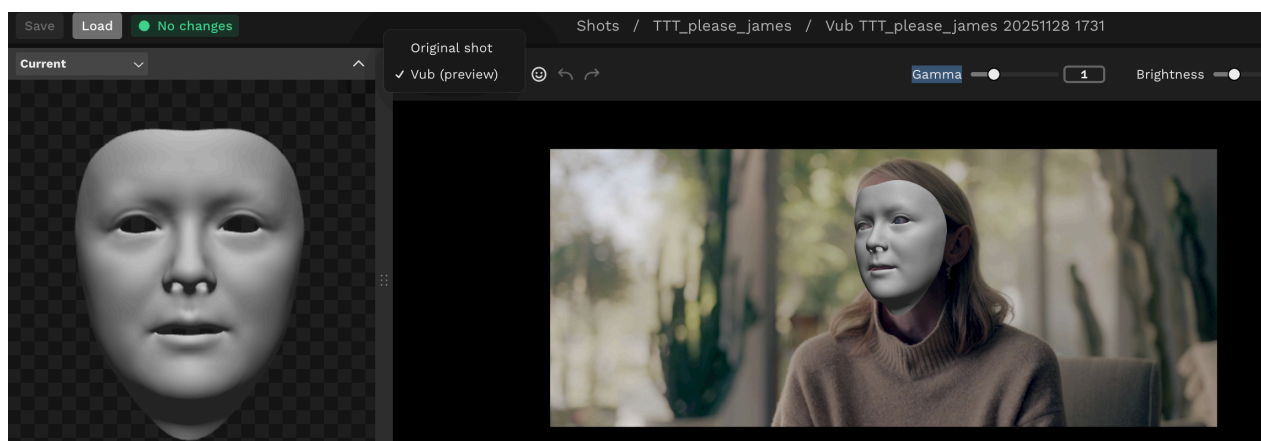 Save Load No changes Shots / TTT_please_james / Vub TTT_please_james 20251128 1731
Current
Original shot
Vub (preview)
Gamma 1 Brightness